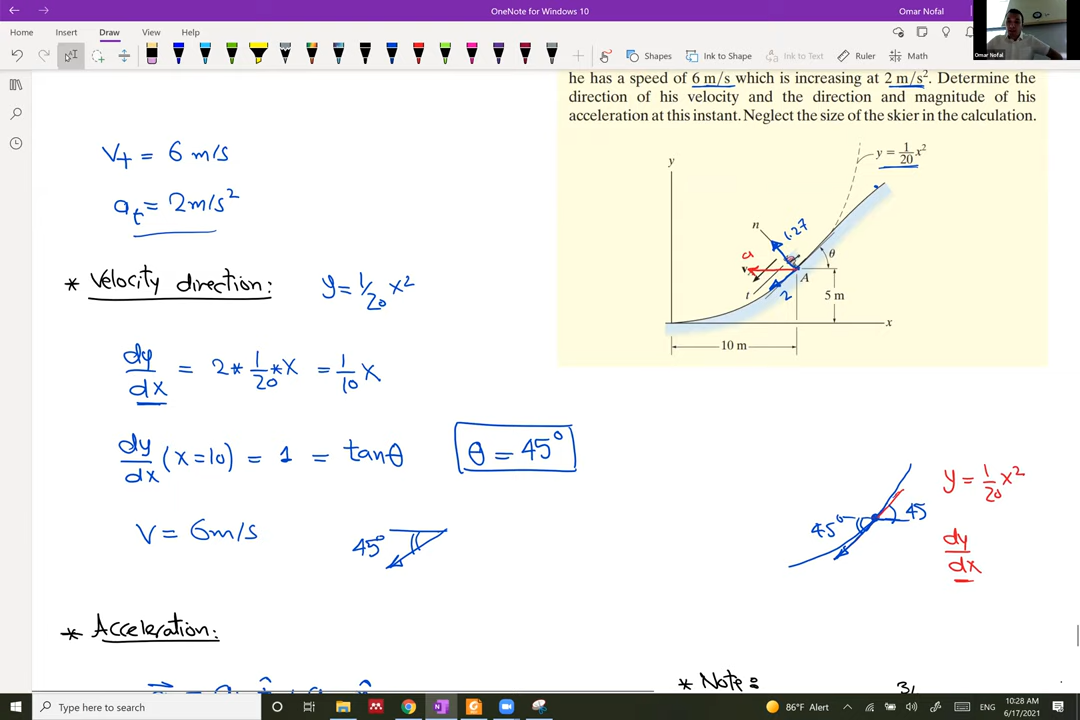 OneNote for Windows 10
Omar Nofal
Home Insert Draw View Help
Shapes Ink to Shape Ink to Text Ruler Math
Omar Nofal
he has a speed of 6 m/s which is increasing at 2 m/s². Determine the
direction of his velocity and the direction and magnitude of his
acceleration at this instant. Neglect the size of the skier in the calculation.
y
y = 1/20 x²
n
1.27
a
v
θ
A
t
2
5 m
x
10 m
Vt = 6 m/s
at = 2 m/s²
* Velocity direction: y = 1/20 x²
dy/dx = 2 * 1/20 * x = 1/10 x
dy/dx (x=10) = 1 = tanθ θ = 45°
V = 6 m/s 45°
45° 45
y = 1/20 x²
dy/dx
* Acceleration:
* Note:
Type here to search
86°F Alert
ENG
10:28 AM
6/17/2021